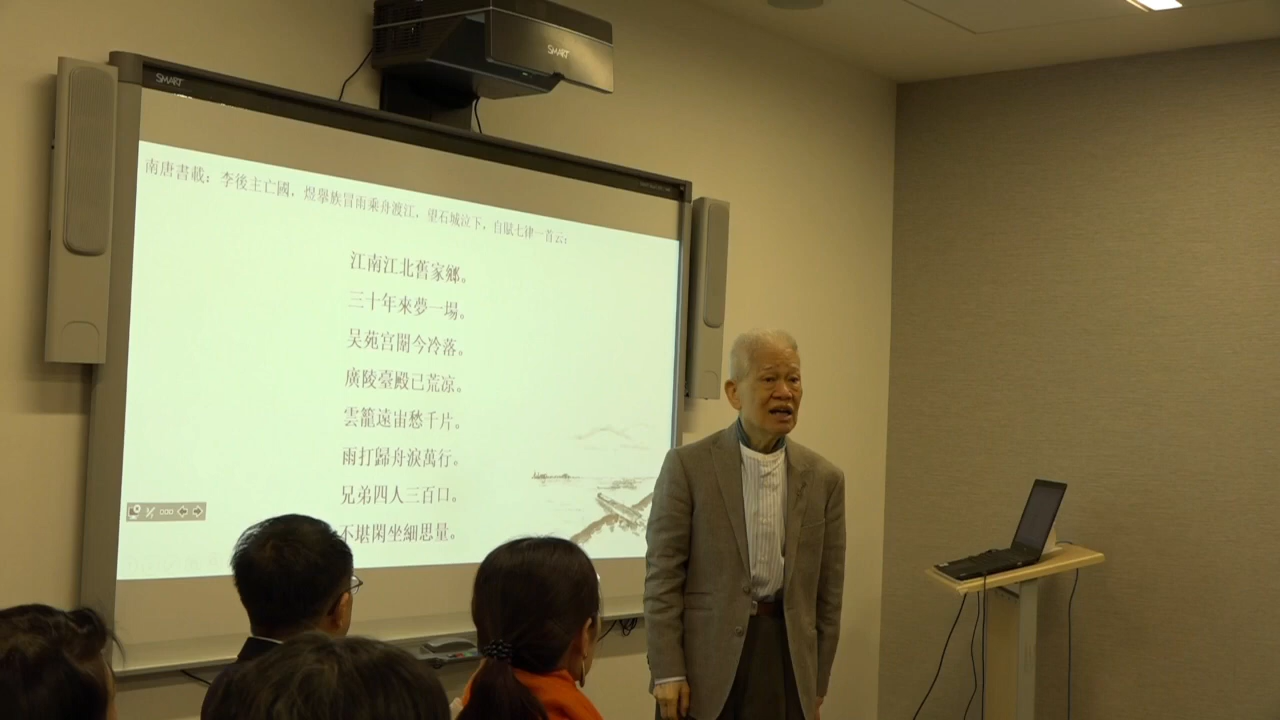 SMART
SMART
南唐書載：李後主亡國，煜舉族冒雨乘舟渡江，望石城泣下，自賦七律一首云：
江南江北舊家鄉。
三十年來夢一場。
吴苑宫闈今冷落。
廣陵臺殿已荒凉。
雲籠遠岫愁千片。
雨打歸舟淚萬行。
兄弟四人三百口。
不堪閑坐細思量。